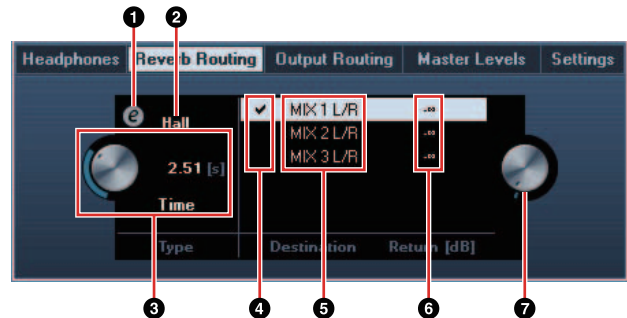 1 2
Headphones Reverb Routing Output Routing Master Levels Settings
e Hall ✓ MIX 1 L/R -∞
MIX 2 L/R -∞
2.51 [s] MIX 3 L/R -∞
Time
Type Destination Return [dB]
3 4 5 6 7